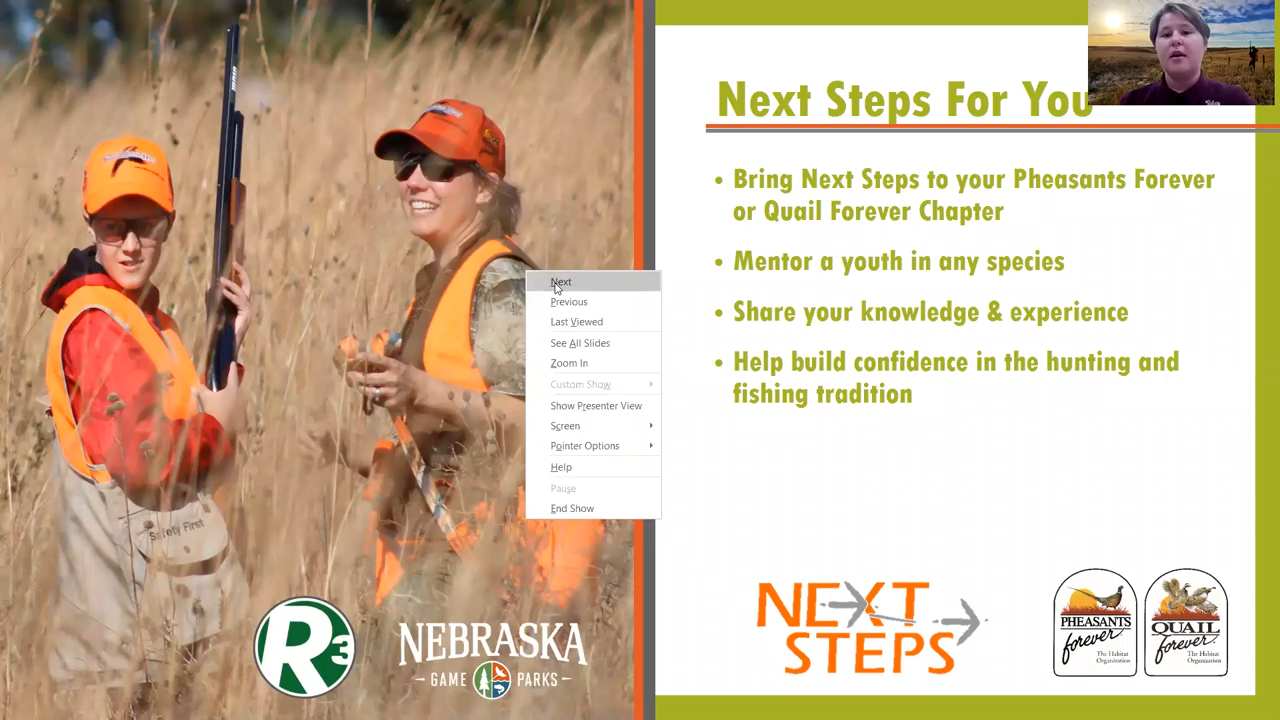 Next Steps For You
• Bring Next Steps to your Pheasants Forever
or Quail Forever Chapter
• Mentor a youth in any species
• Share your knowledge & experience
• Help build confidence in the hunting and
fishing tradition
Next
Previous
Last Viewed
See All Slides
Zoom In
Custom Show
Show Presenter View
Screen
Pointer Options
Help
Pause
End Show
Safety First
R3
NEBRASKA
GAME PARKS
NEXT
STEPS
PHEASANTS
forever
The Habitat
Organization
QUAIL
forever
The Habitat
Organization